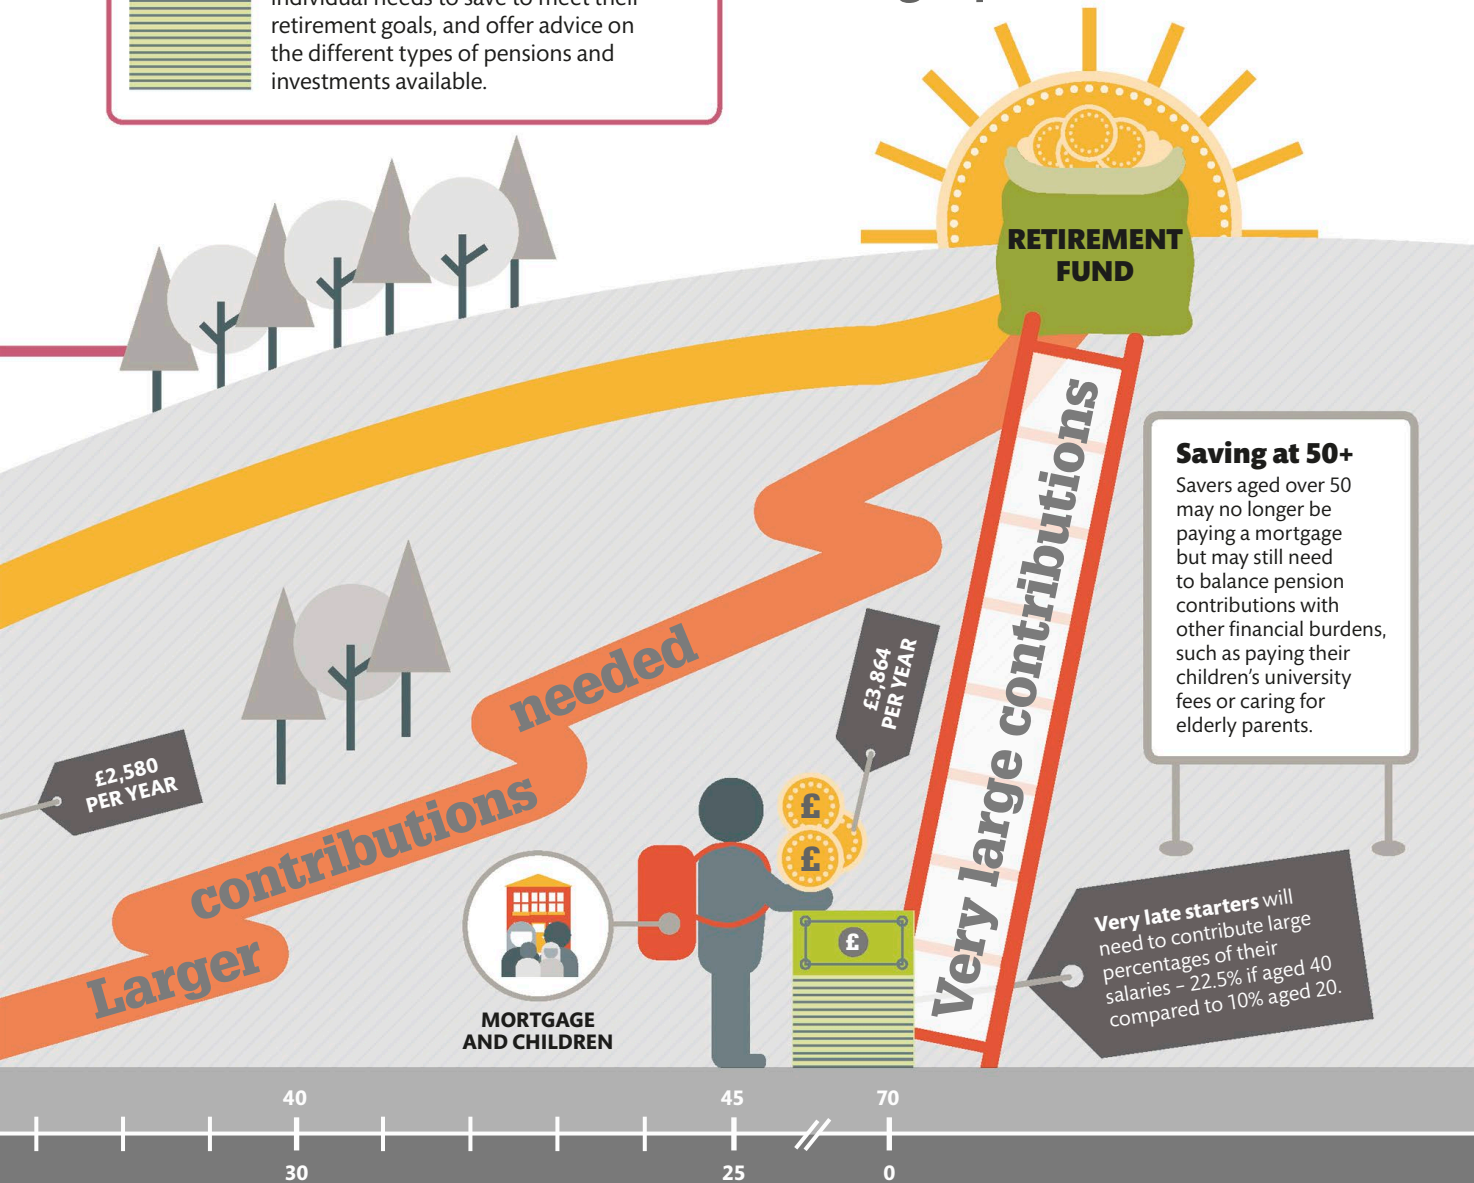 retirement goals, and offer advice on
the different types of pensions and
investments available.
RETIREMENT
FUND
Saving at 50+
Savers aged over 50
may no longer be
paying a mortgage
but may still need
to balance pension
contributions with
other financial burdens,
such as paying their
children’s university
fees or caring for
elderly parents.
£3,864
PER YEAR
£2,580
PER YEAR
Larger
contributions
needed
Very large contributions
£
£
£
MORTGAGE
AND CHILDREN
Very late starters will
need to contribute large
percentages of their
salaries – 22.5% if aged 40
compared to 10% aged 20.
40
45
70
30
25
0